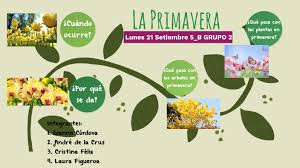 LA PRIMAVERA
Lunes 21 Setiembre 5_B GRUPO 2
¿Cuándo
ocurre?
¿Qué pasa con
las plantas en
primavera?
¿Qué pasa con
los arboles en
primavera?
¿Por qué
se da?
Integrantes:
1. Córdova
2. André de la Cruz
3. Cristina Félix
4. Laura Figueroa